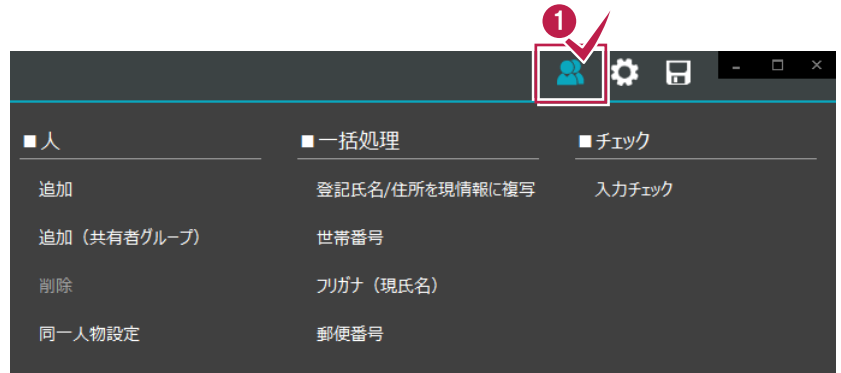 1
■人
追加
追加（共有者グループ）
削除
同一人物設定
■一括処理
登記氏名/住所を現情報に複写
世帯番号
フリガナ（現氏名）
郵便番号
■チェック
入力チェック